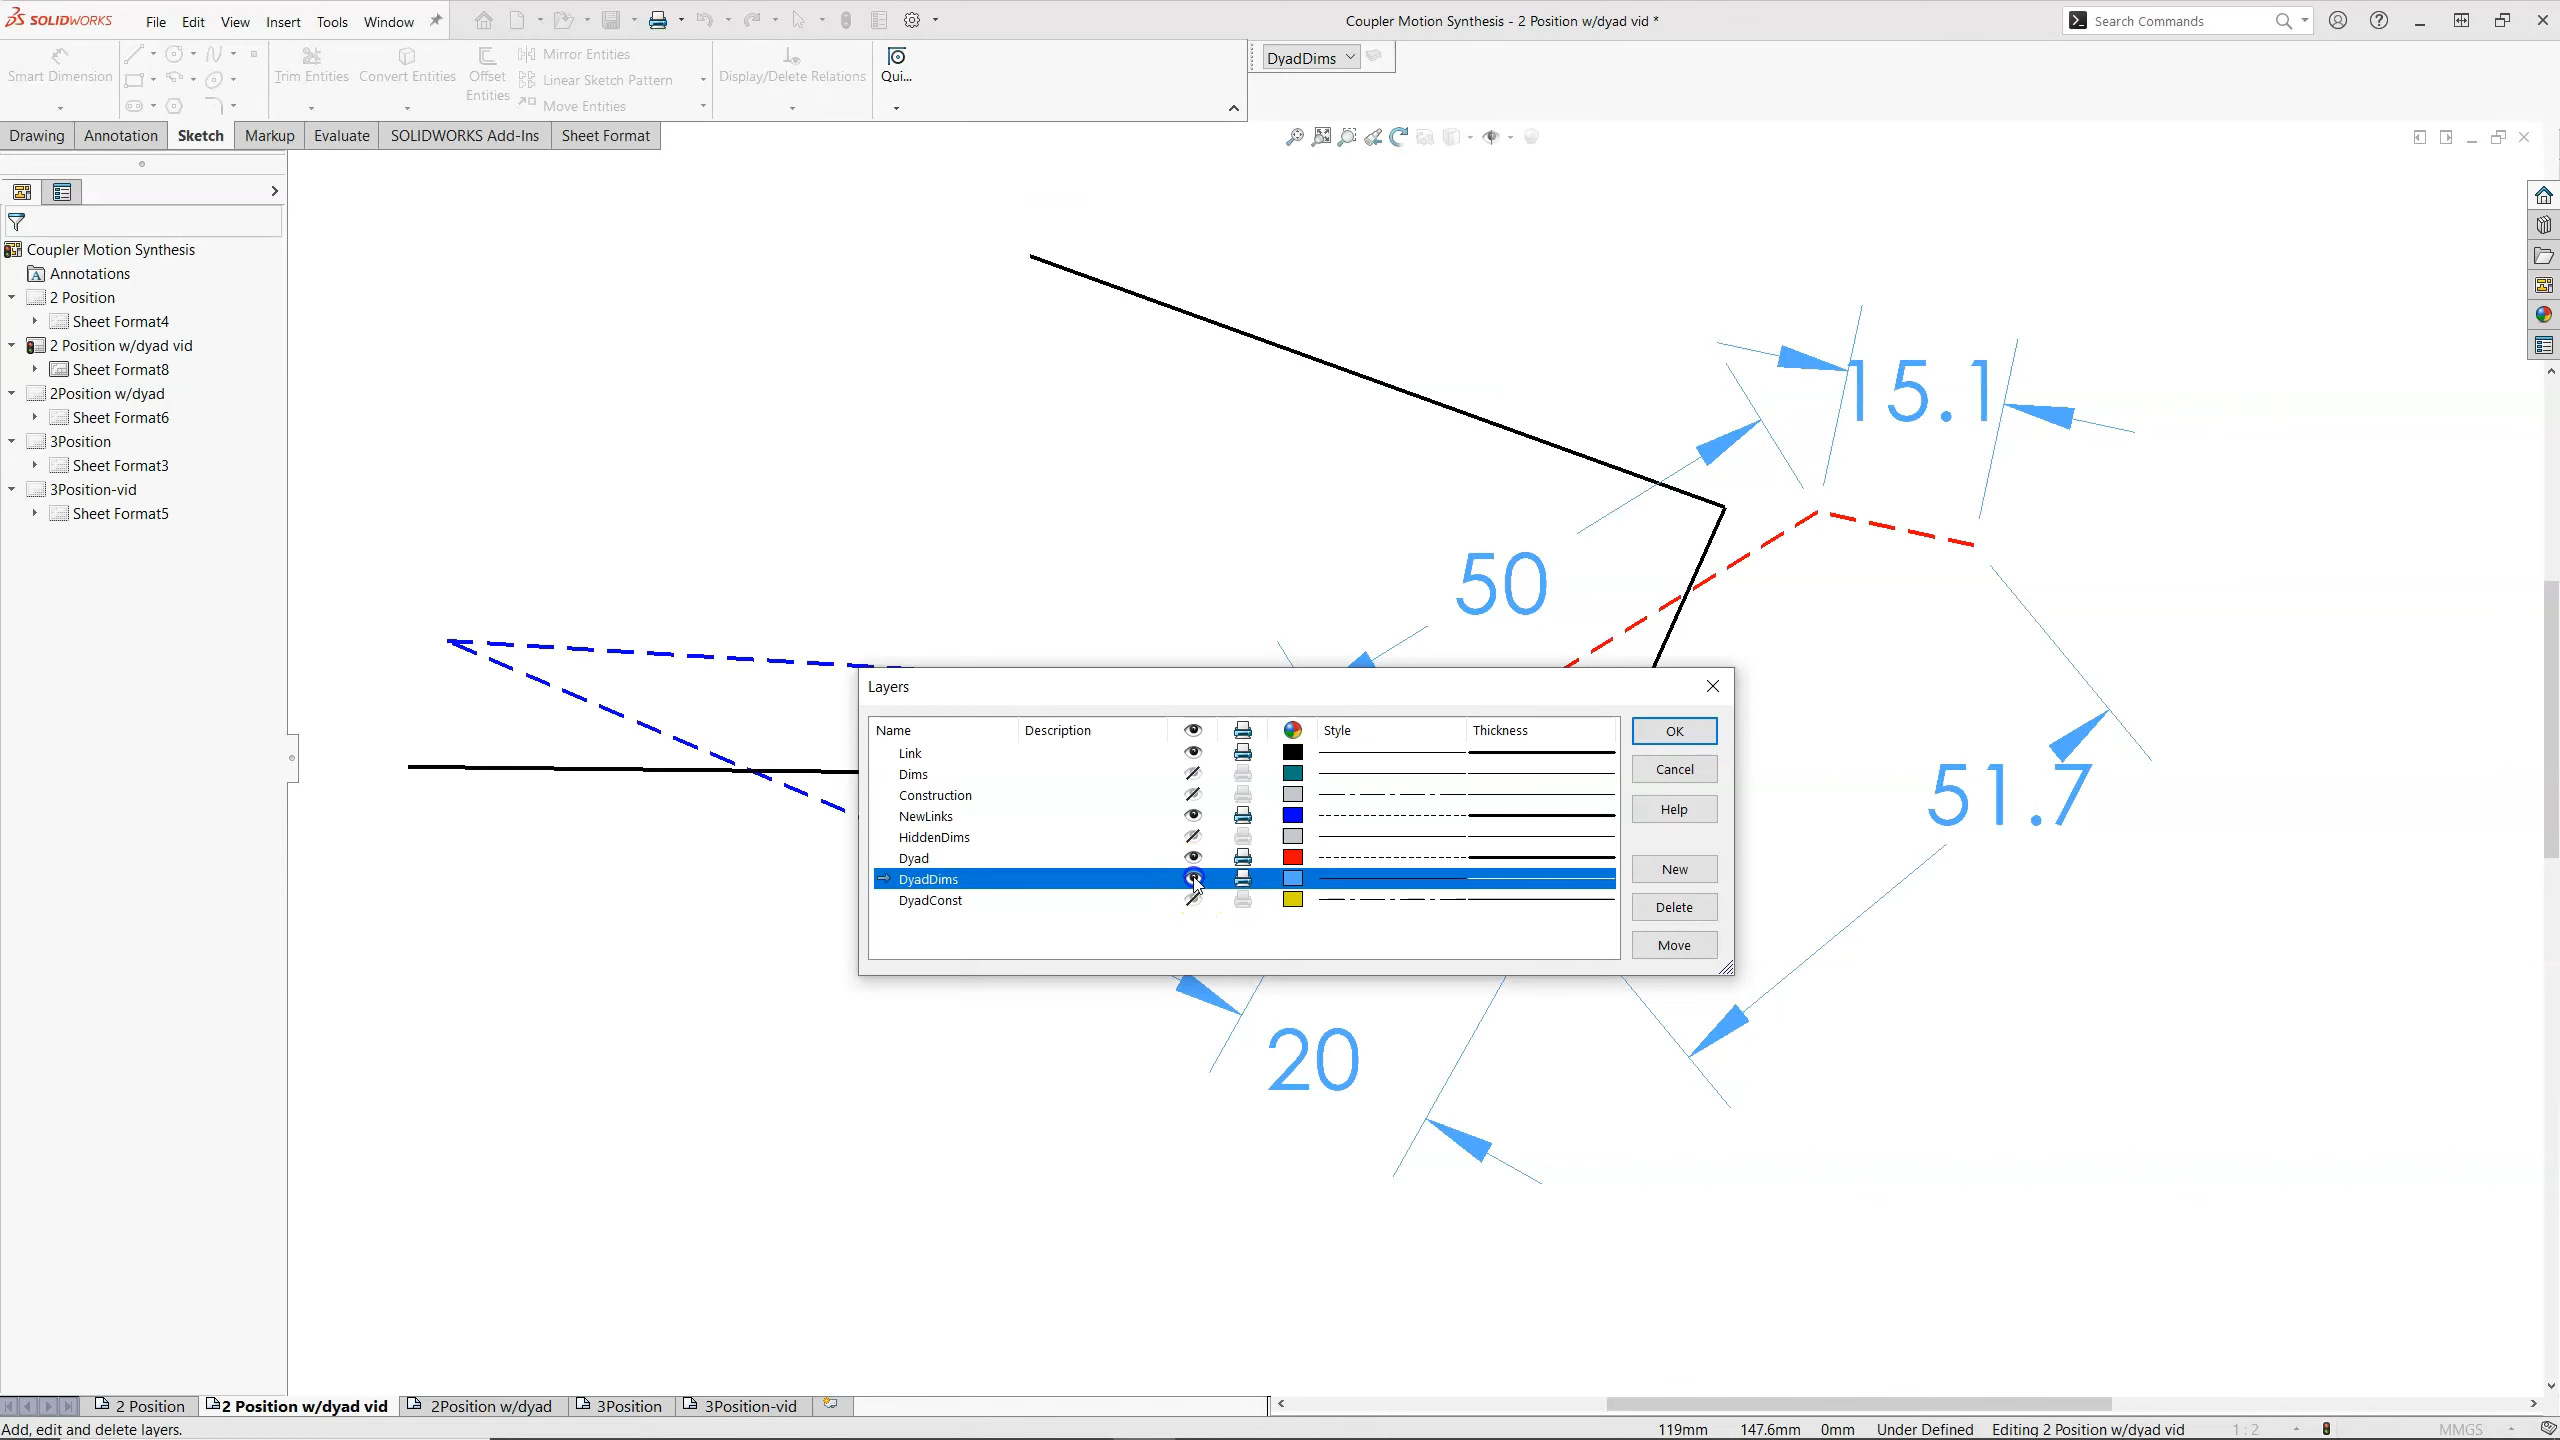 SOLIDWORKS File Edit View Insert Tools Window
Coupler Motion Synthesis - 2 Position w/dyad vid *
Search Commands
Smart Dimension
Trim Entities
Convert Entities
Offset Entities
Mirror Entities
Linear Sketch Pattern
Move Entities
Display/Delete Relations
Qui...
DyadDims
Drawing Annotation Sketch Markup Evaluate SOLIDWORKS Add-Ins Sheet Format
Coupler Motion Synthesis
Annotations
2 Position
Sheet Format4
2 Position w/dyad vid
Sheet Format8
2Position w/dyad
Sheet Format6
3Position
Sheet Format3
3Position-vid
Sheet Format5
15.1
50
51.7
20
Layers
Name Description Style Thickness
Link
Dims
Construction
NewLinks
HiddenDims
Dyad
DyadDims
DyadConst
OK
Cancel
Help
New
Delete
Move
2 Position 2 Position w/dyad vid 2Position w/dyad 3Position 3Position-vid
Add, edit and delete layers. 119mm 147.6mm 0mm Under Defined Editing 2 Position w/dyad vid 1 : 2 MMGS